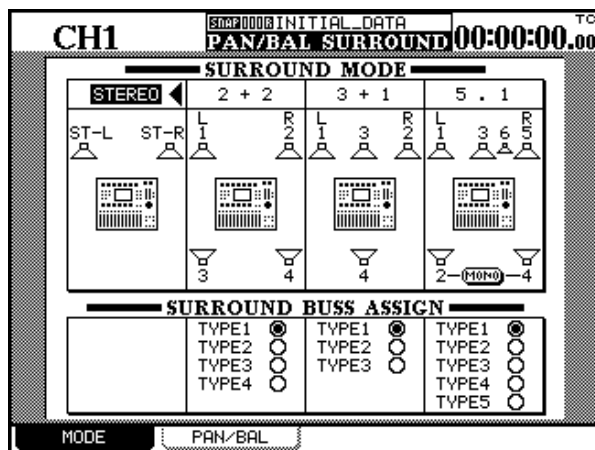 CH1
SNAP000 INITIAL_DATA
TC
PAN/BAL SURROUND
00:00:00.00
SURROUND MODE
STEREO 2 + 2 3 + 1 5 . 1
ST-L ST-R
L R L R L R
1 2 1 3 2 1 3 6 5
3 4 4 2-MONO-4
SURROUND BUSS ASSIGN
TYPE1 TYPE1 TYPE1
TYPE2 TYPE2 TYPE2
TYPE3 TYPE3 TYPE3
TYPE4 TYPE4
TYPE5
MODE PAN/BAL